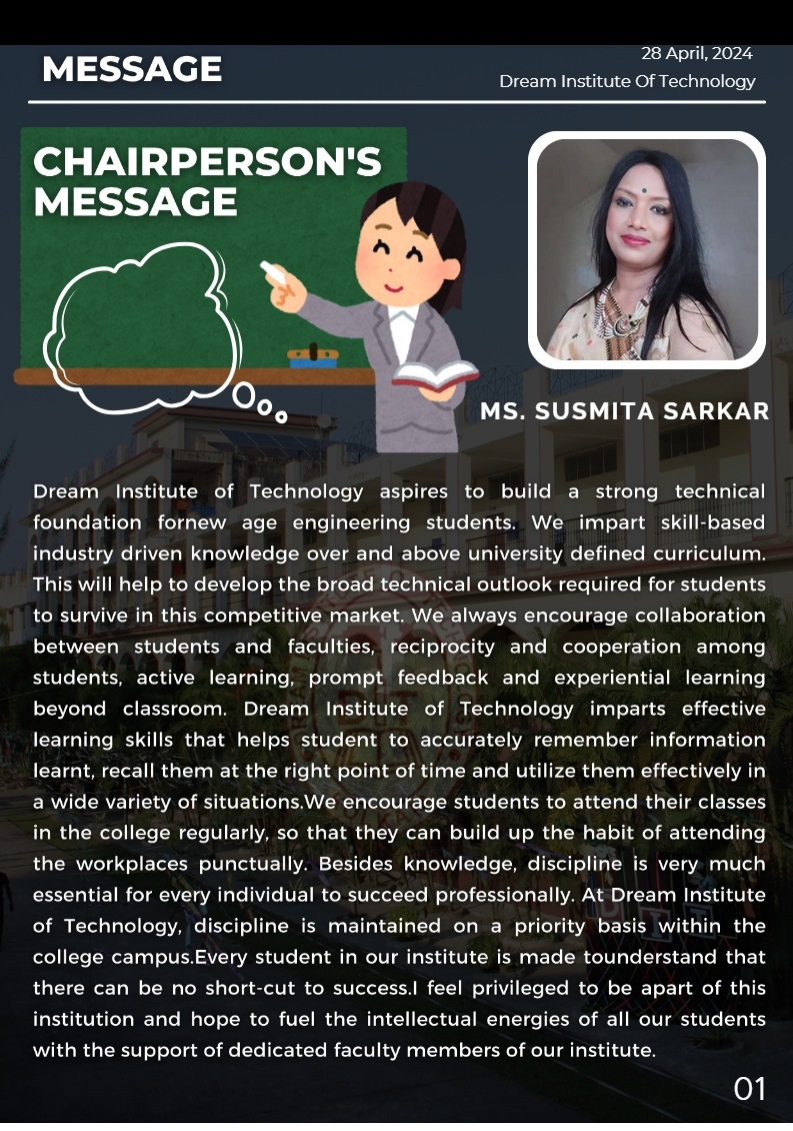 MESSAGE
28 April, 2024
Dream Institute Of Technology
CHAIRPERSON'S
MESSAGE
MS. SUSMITA SARKAR
Dream Institute of Technology aspires to build a strong technical
foundation fornew age engineering students. We impart skill-based
industry driven knowledge over and above university defined curriculum.
This will help to develop the broad technical outlook required for students
to survive in this competitive market. We always encourage collaboration
between students and faculties, reciprocity and cooperation among
students, active learning, prompt feedback and experiential learning
beyond classroom. Dream Institute of Technology imparts effective
learning skills that helps student to accurately remember information
learnt, recall them at the right point of time and utilize them effectively in
a wide variety of situations.We encourage students to attend their classes
in the college regularly, so that they can build up the habit of attending
the workplaces punctually. Besides knowledge, discipline is very much
essential for every individual to succeed professionally. At Dream Institute
of Technology, discipline is maintained on a priority basis within the
college campus.Every student in our institute is made tounderstand that
there can be no short-cut to success.I feel privileged to be apart of this
institution and hope to fuel the intellectual energies of all our students
with the support of dedicated faculty members of our institute.
01